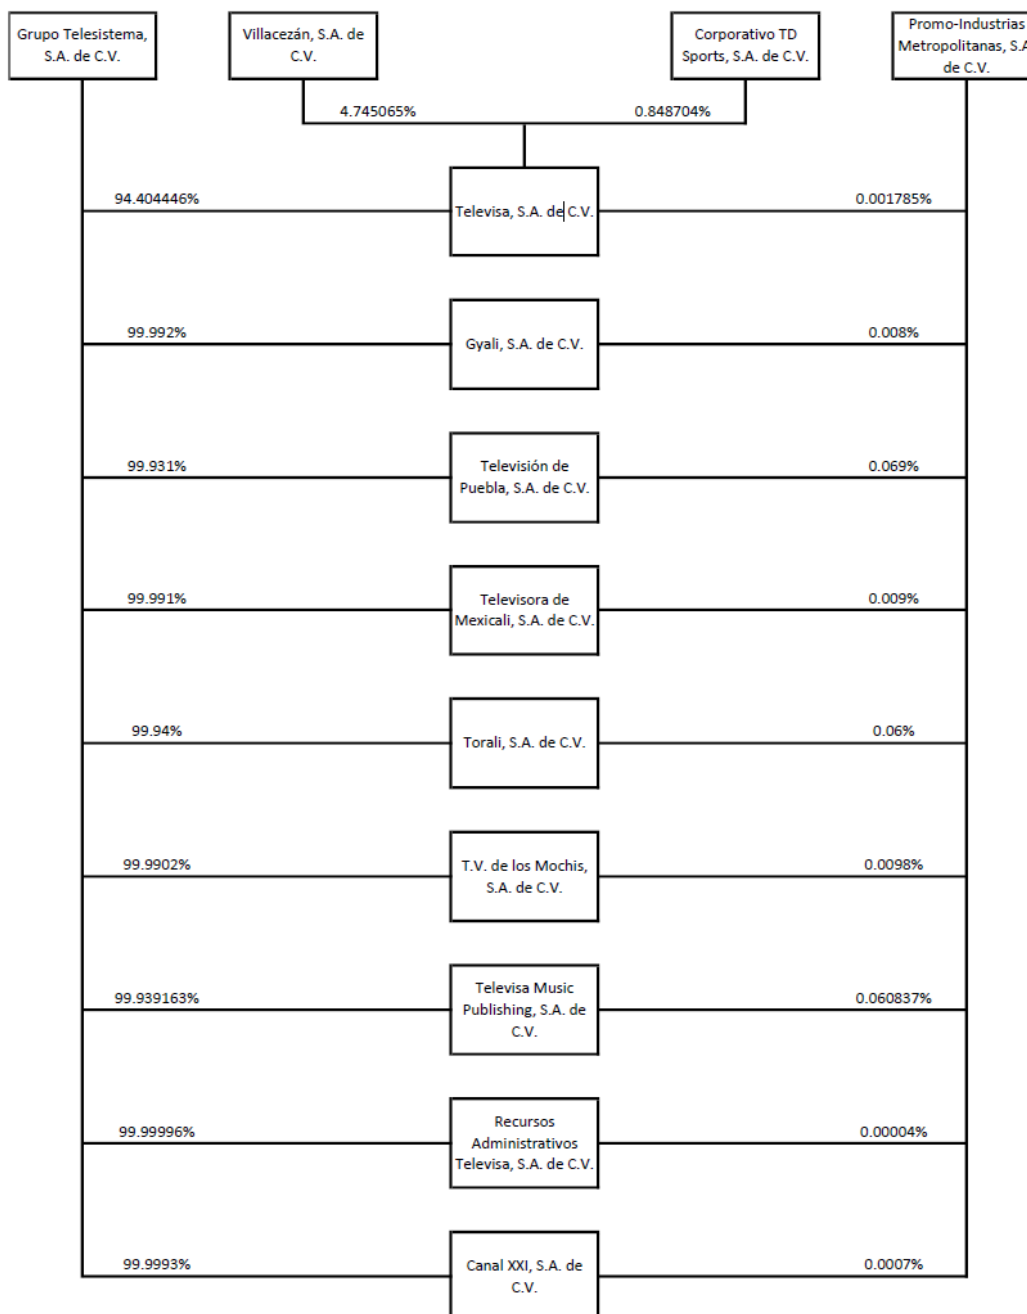 Grupo Telesistema,
S.A. de C.V.
Villacezán, S.A. de
C.V.
Corporativo TD
Sports, S.A. de C.V.
Promo-Industrias
Metropolitanas, S.A.
de C.V.
4.745065%
0.848704%
94.404446%
Televisa, S.A. de C.V.
0.001785%
99.992%
Gyali, S.A. de C.V.
0.008%
99.931%
Televisión de
Puebla, S.A. de C.V.
0.069%
99.991%
Televisora de
Mexicali, S.A. de C.V.
0.009%
99.94%
Torali, S.A. de C.V.
0.06%
99.9902%
T.V. de los Mochis,
S.A. de C.V.
0.0098%
99.939163%
Televisa Music
Publishing, S.A. de
C.V.
0.060837%
99.99996%
Recursos
Administrativos
Televisa, S.A. de C.V.
0.00004%
99.9993%
Canal XXI, S.A. de
C.V.
0.0007%